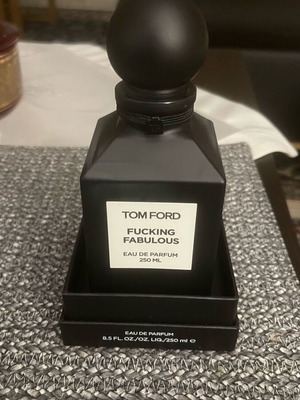 TOM FORD
FUCKING
FABULOUS
EAU DE PARFUM
250 ML
EAU DE PARFUM
8.5 FL. OZ./OZ. LIQ./250 ml ℮